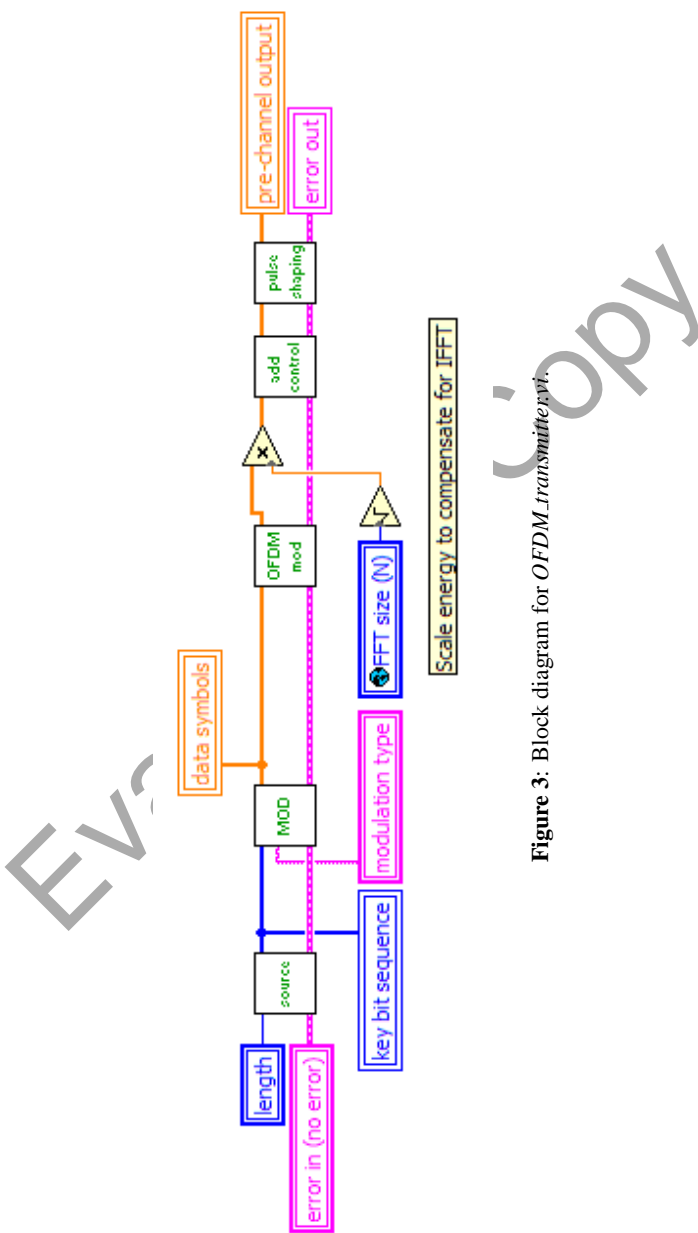 pre-channel output
error out
pulse
shaping
add
control
×
OFDM
mod
FFT size (N)
Scale energy to compensate for IFFT
data symbols
MOD
modulation type
source
key bit sequence
length
error in (no error)
Figure 3: Block diagram for OFDM_transmitter.vi.
Copy